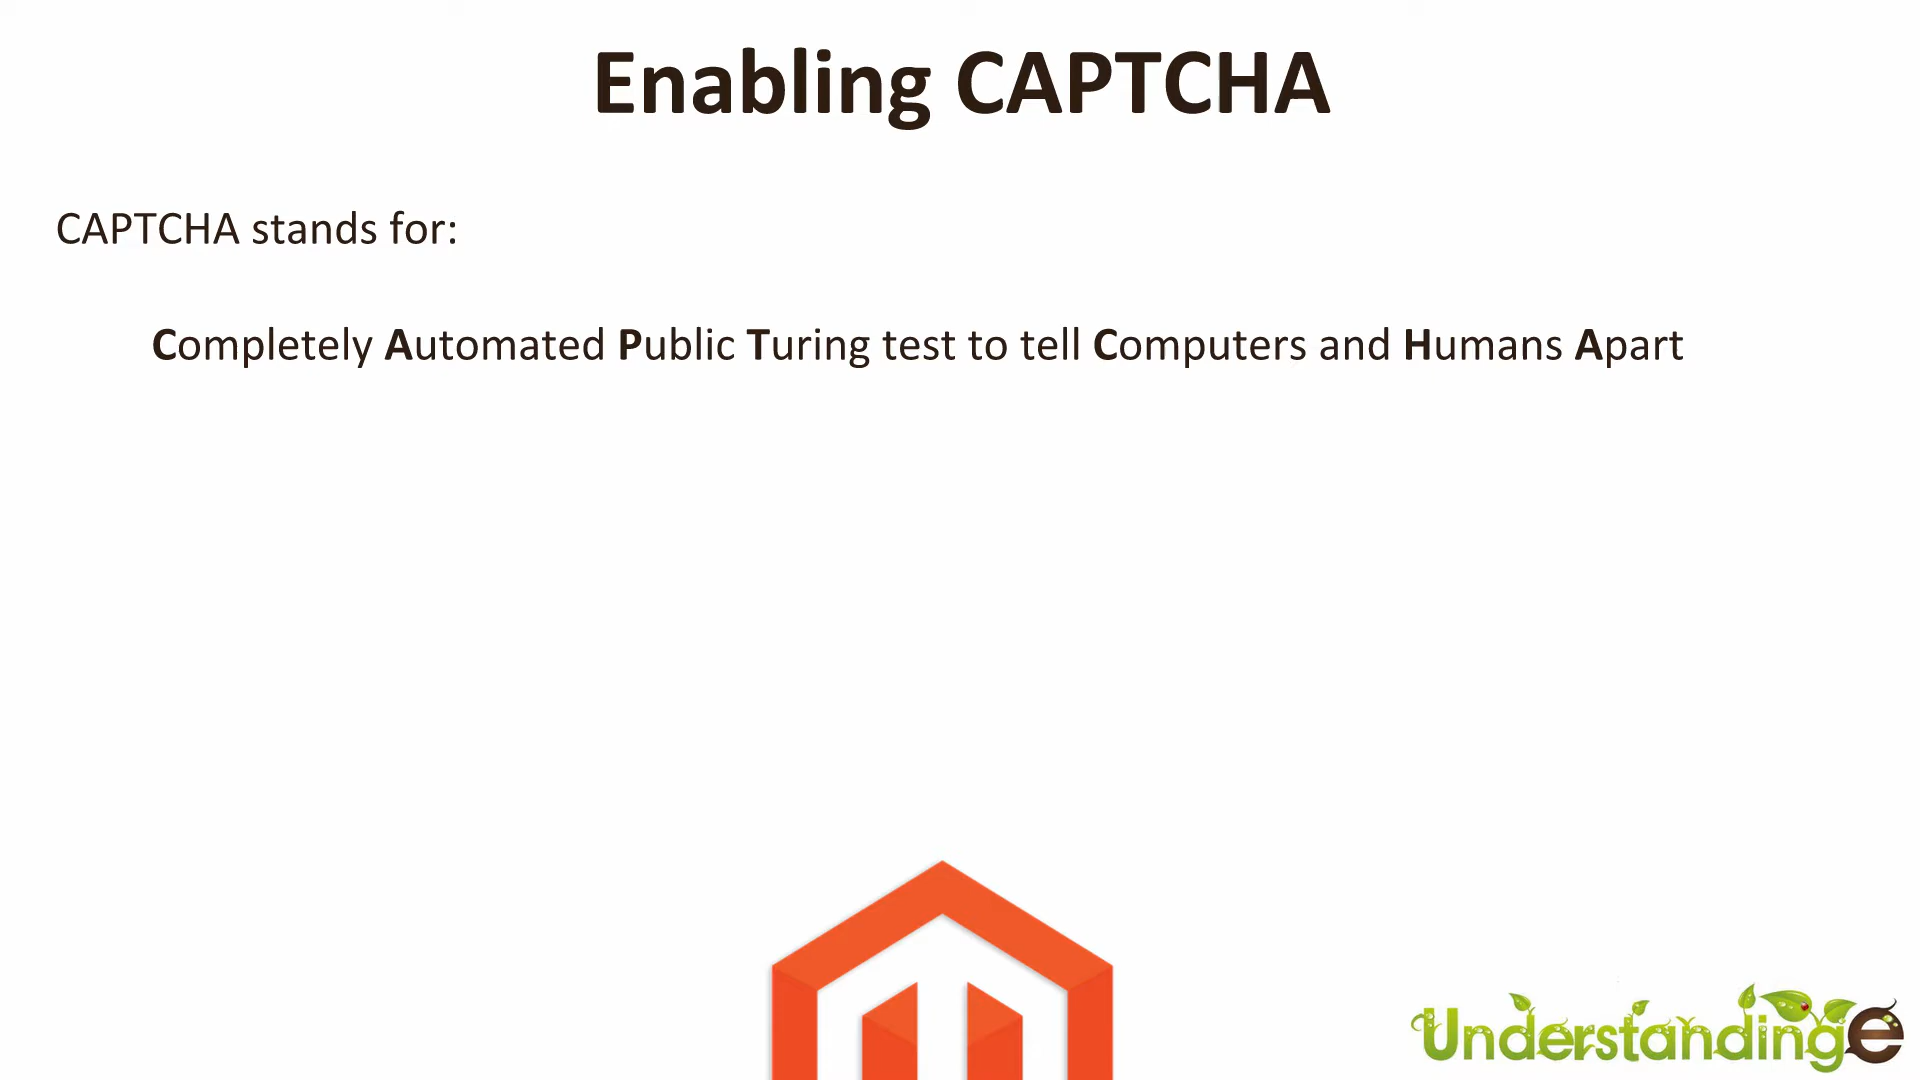 Enabling CAPTCHA
CAPTCHA stands for:
Completely Automated Public Turing test to tell Computers and Humans Apart
UnderstandingE